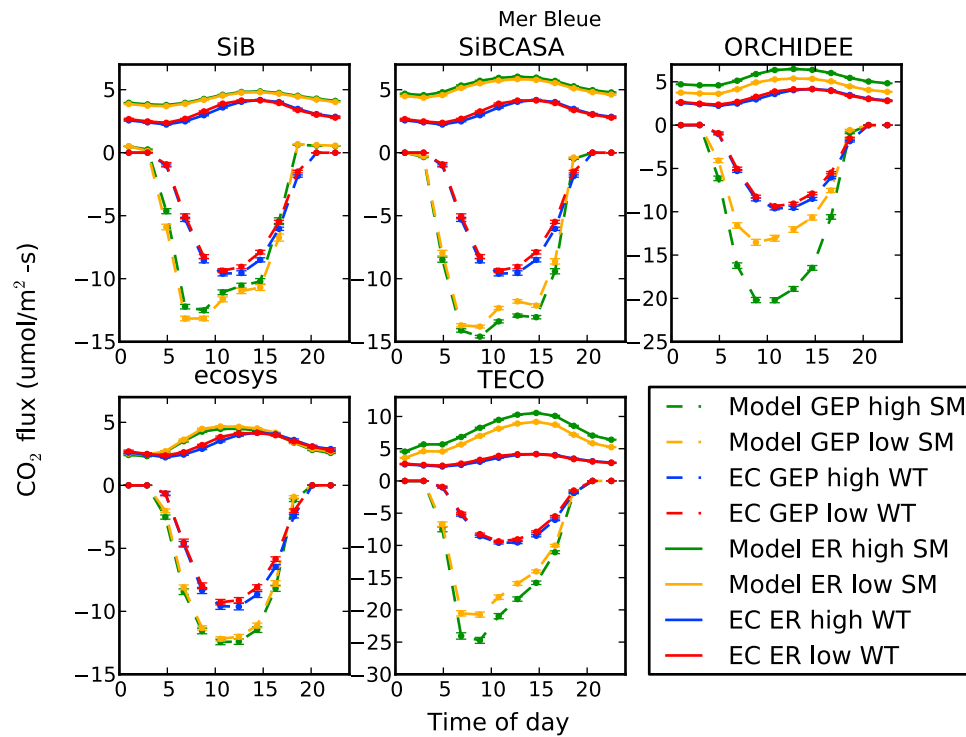 Mer Bleue
SiB
SiBCASA
ORCHIDEE
5
0
−5
−10
−15
0 5 10 15 20
5
0
−5
−10
−15
0 5 10 15 20
5
0
−5
−10
−15
−20
−25
0 5 10 15 20
ecosys
TECO
5
0
−5
−10
−15
0 5 10 15 20
10
5
0
−5
−10
−15
−20
−25
−30
0 5 10 15 20
CO₂ flux (umol/m² -s)
Time of day
Model GEP high SM
Model GEP low SM
EC GEP high WT
EC GEP low WT
Model ER high SM
Model ER low SM
EC ER high WT
EC ER low WT